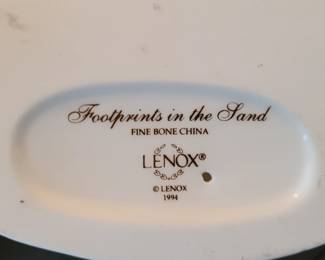 Footprints in the Sand
FINE BONE CHINA
LENOX®
© LENOX
1994